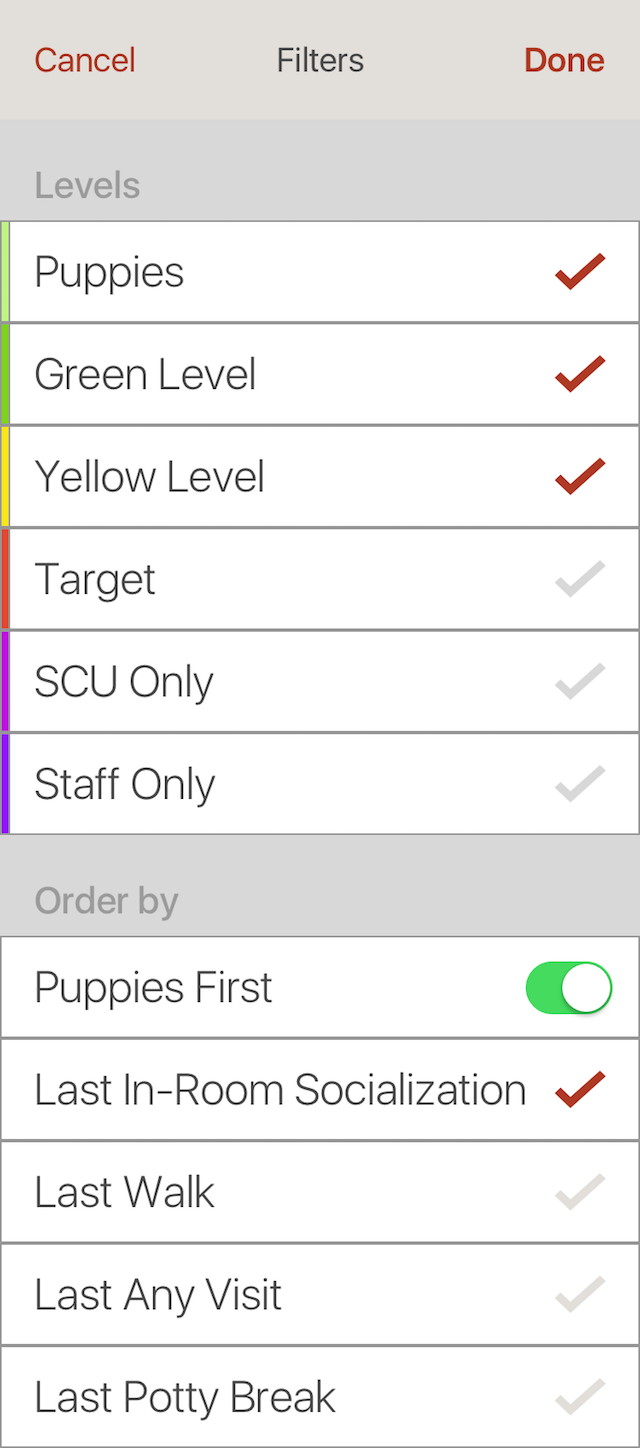 Cancel Filters Done
Levels
Puppies
Green Level
Yellow Level
Target
SCU Only
Staff Only
Order by
Puppies First
Last In-Room Socialization
Last Walk
Last Any Visit
Last Potty Break